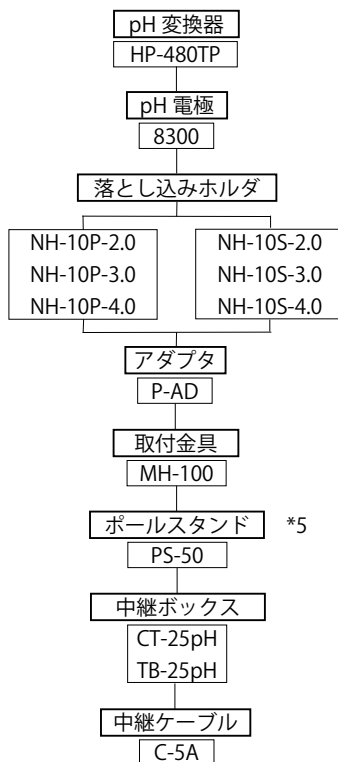 pH 変換器
HP-480TP
pH 電極
8300
落とし込みホルダ
NH-10P-2.0
NH-10P-3.0
NH-10P-4.0
NH-10S-2.0
NH-10S-3.0
NH-10S-4.0
アダプタ
P-AD
取付金具
MH-100
ポールスタンド *5
PS-50
中継ボックス
CT-25pH
TB-25pH
中継ケーブル
C-5A